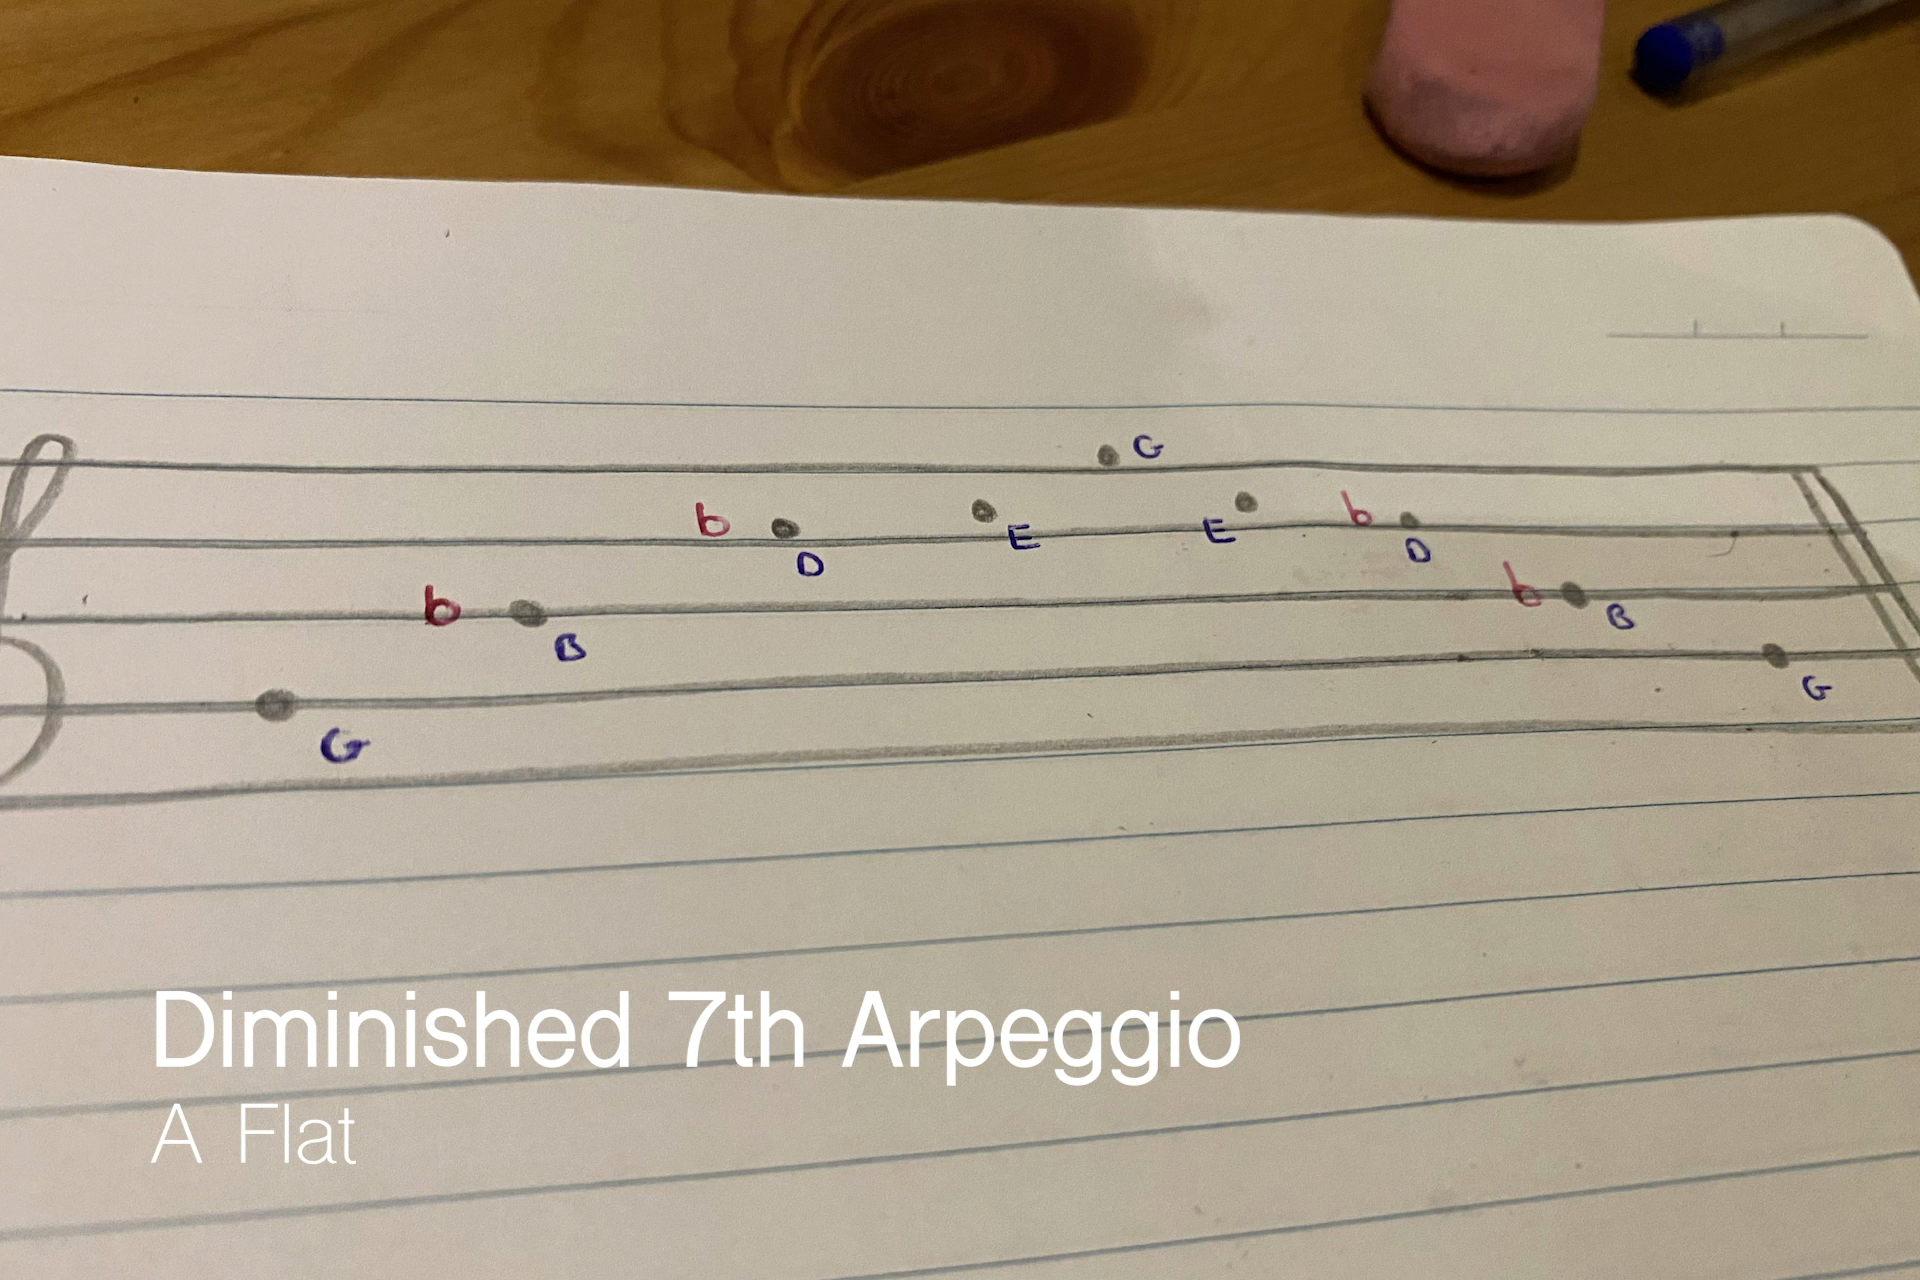 G
b E E b
b D D b
B B
G G
Diminished 7th Arpeggio
A Flat